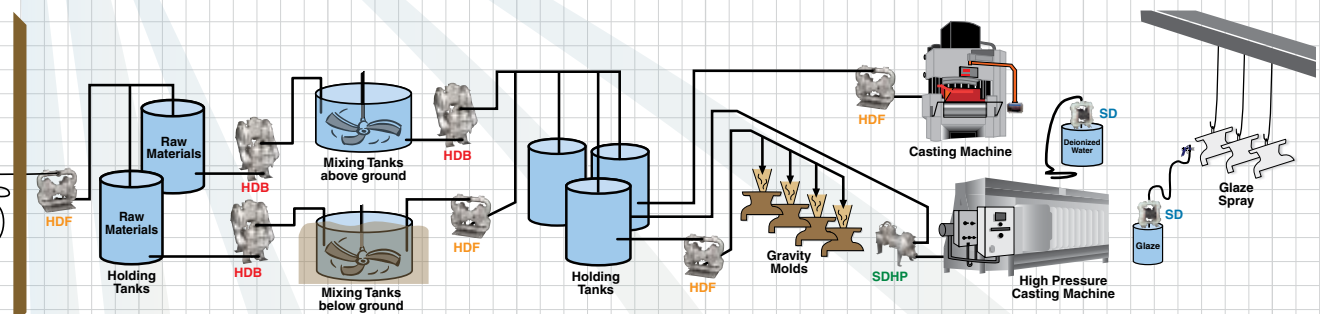 HDF
Raw
Materials
Raw
Materials
Holding
Tanks
HDB
HDB
Mixing Tanks
above ground
Mixing Tanks
below ground
HDB
HDF
Holding
Tanks
HDF
Gravity
Molds
HDF
Casting Machine
SDHP
High Pressure
Casting Machine
SD
Deionized
Water
SD
Glaze
Glaze
Spray